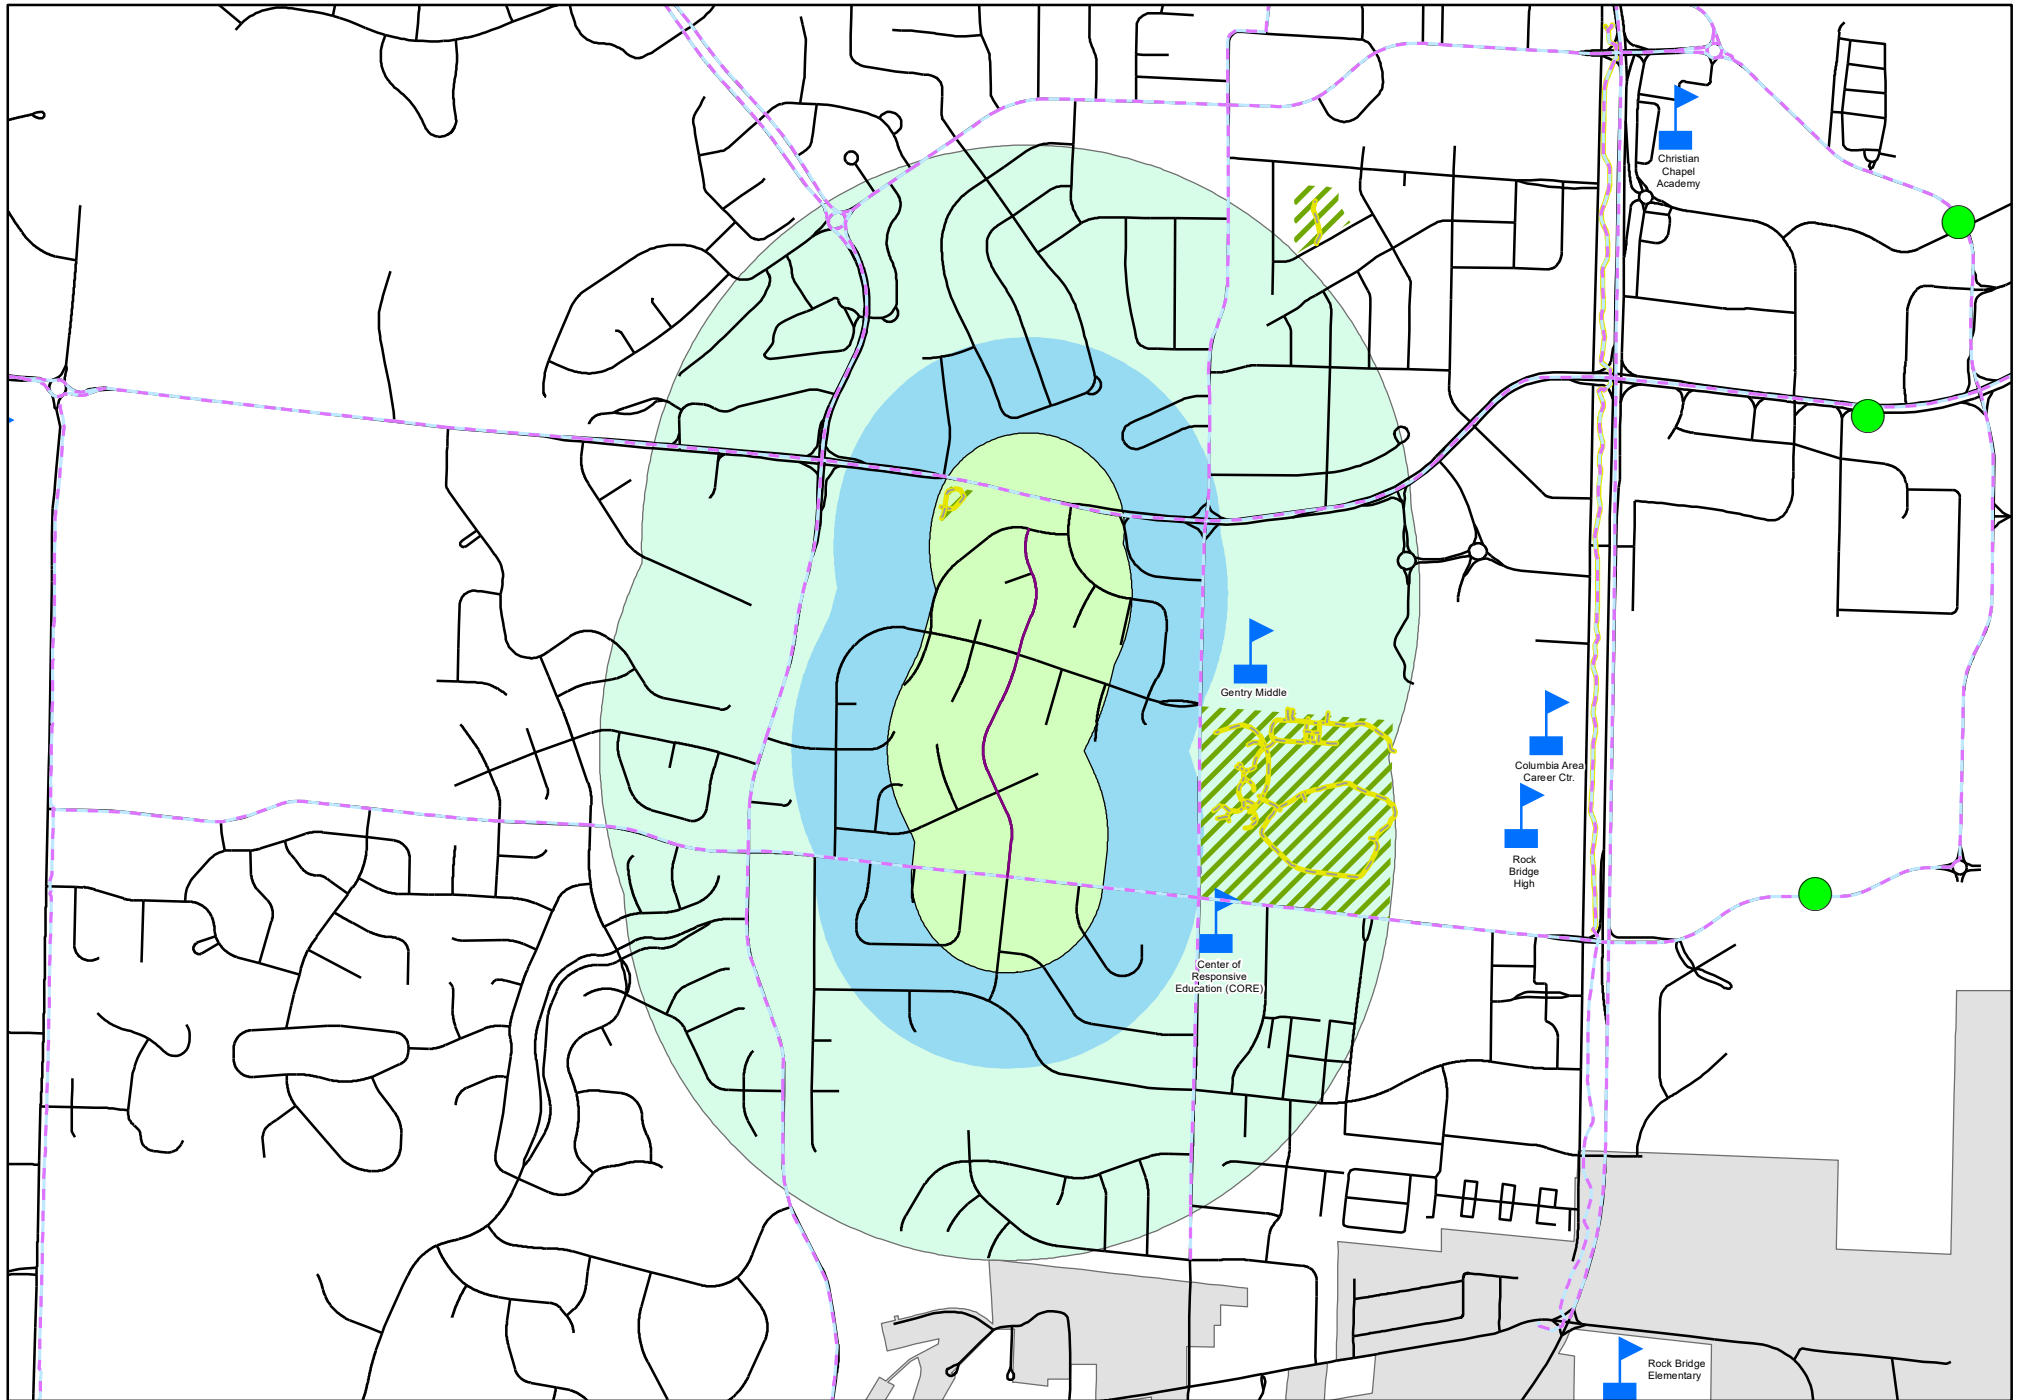 Christian
Chapel
Academy
Gentry Middle
Columbia Area
Career Ctr.
Rock
Bridge
High
Center of
Responsive
Education (CORE)
Rock Bridge
Elementary